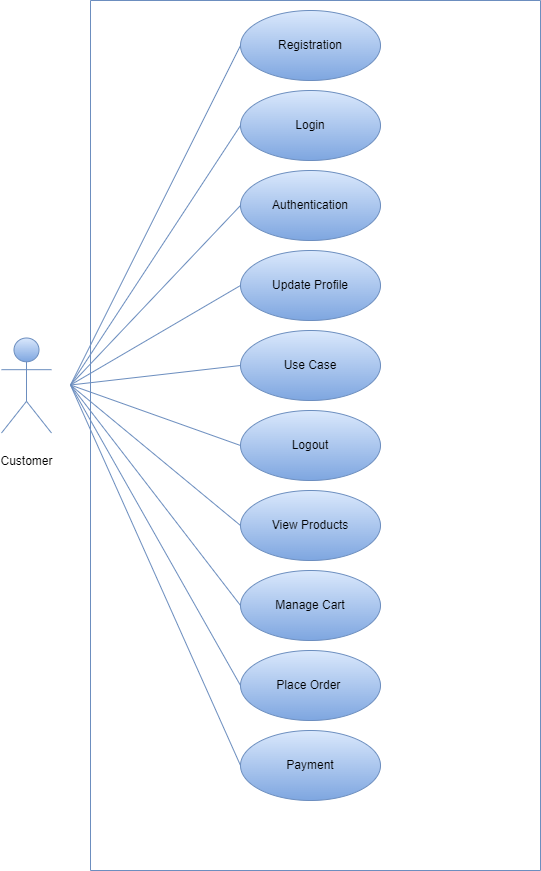 Registration
Login
Authentication
Update Profile
Use Case
Logout
Customer
View Products
Manage Cart
Place Order
Payment